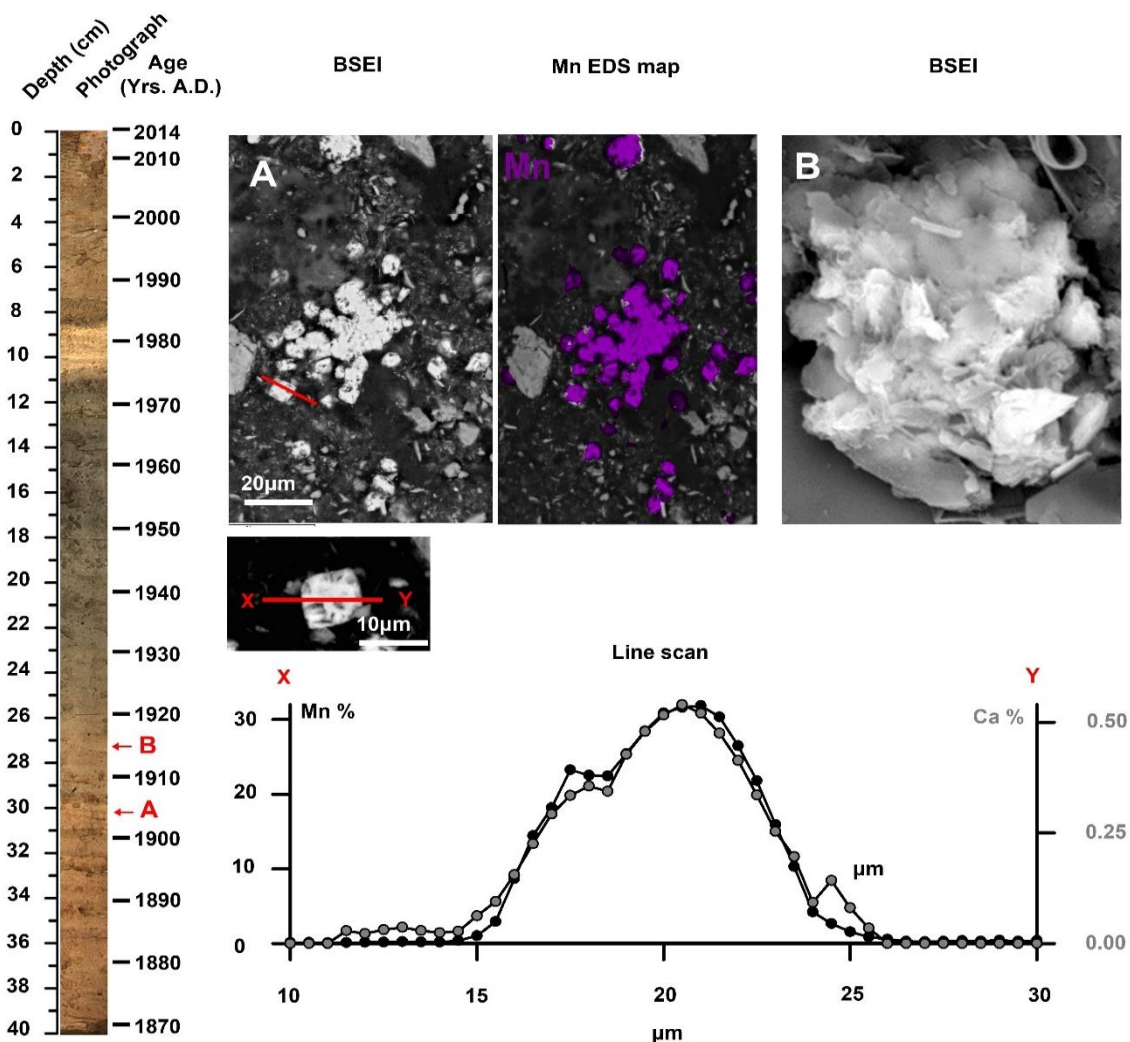 Depth (cm)
Photograph
Age
(Yrs. A.D.)
BSEI
Mn EDS map
BSEI
0
2
4
6
8
10
12
14
16
18
20
22
24
26
28
30
32
34
36
38
40
2014
2010
2000
1990
1980
1970
1960
1950
1940
1930
1920
1910
1900
1890
1880
1870
B
A
A
20µm
Mn
B
X Y
10µm
Line scan
X Y
Mn % Ca %
30
20
10
0
0.50
0.25
0.00
µm
10 15 20 25 30
µm